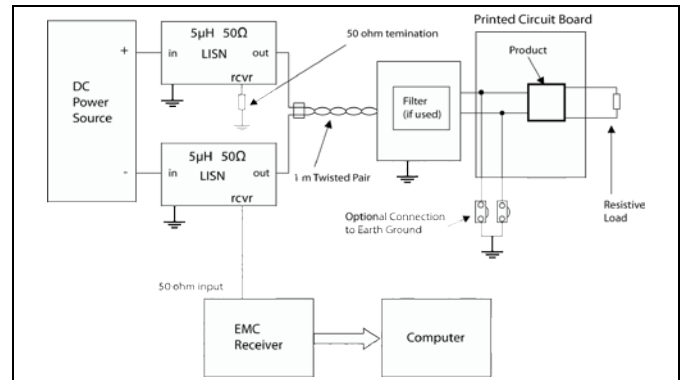 Printed Circuit Board
50 ohm temination
5μH 50Ω
in
out
LISN
rcvr
+
DC
Power
Source
-
Product
Filter
(if used)
5μH 50Ω
in
out
LISN
rcvr
1 m Twisted Pair
Resistive
Load
Optional Connection
to Earth Ground
50 ohm input
EMC
Receiver
Computer